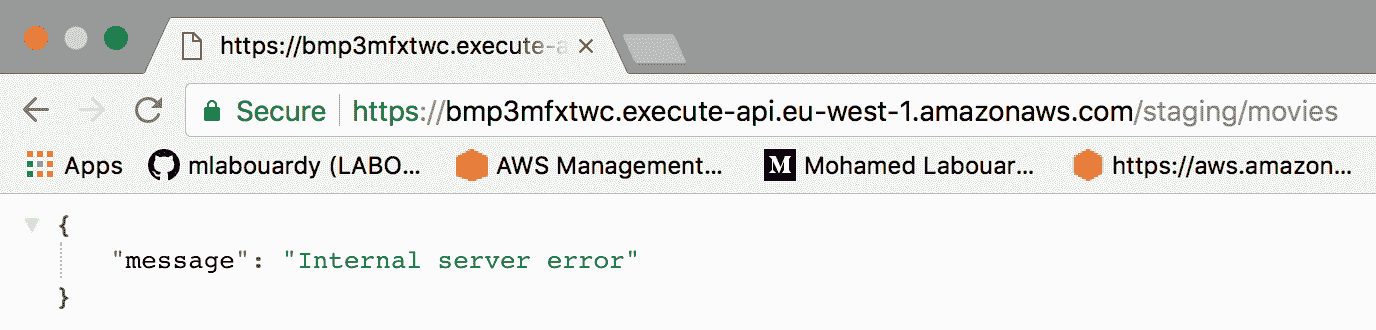 https://bmp3mfxtwc.execute-a
Secure https://bmp3mfxtwc.execute-api.eu-west-1.amazonaws.com/staging/movies
Apps mlabouardy (LABO... AWS Management... Mohamed Labouar... https://aws.amazon...
{
"message": "Internal server error"
}